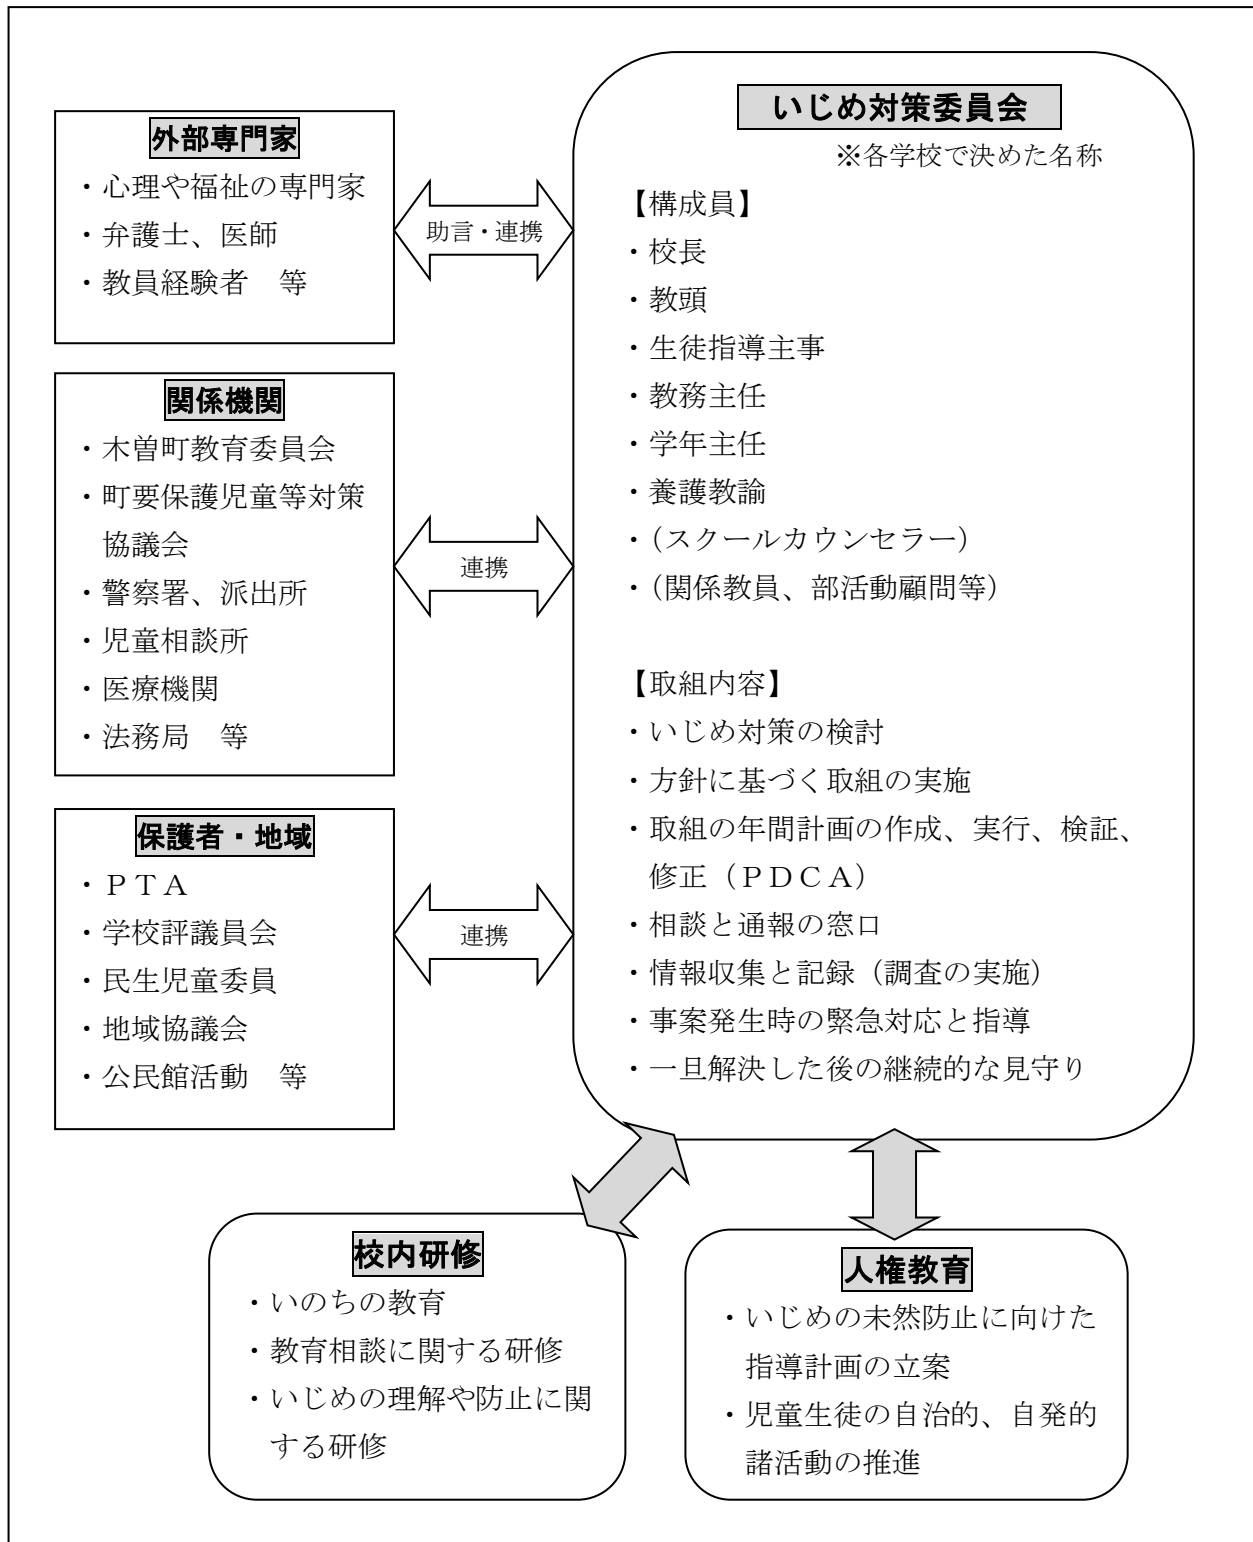 外部専門家
・心理や福祉の専門家
・弁護士、医師
・教員経験者　等
助言・連携
関係機関
・木曽町教育委員会
・町要保護児童等対策
協議会
・警察署、派出所
・児童相談所
・医療機関
・法務局　等
連携
保護者・地域
・ＰＴＡ
・学校評議員会
・民生児童委員
・地域協議会
・公民館活動　等
連携
いじめ対策委員会
※各学校で決めた名称
【構成員】
・校長
・教頭
・生徒指導主事
・教務主任
・学年主任
・養護教諭
・（スクールカウンセラー）
・（関係教員、部活動顧問等）
【取組内容】
・いじめ対策の検討
・方針に基づく取組の実施
・取組の年間計画の作成、実行、検証、
修正（ＰＤＣＡ）
・相談と通報の窓口
・情報収集と記録（調査の実施）
・事案発生時の緊急対応と指導
・一旦解決した後の継続的な見守り
校内研修
・いのちの教育
・教育相談に関する研修
・いじめの理解や防止に関
する研修
人権教育
・いじめの未然防止に向けた
指導計画の立案
・児童生徒の自治的、自発的
諸活動の推進